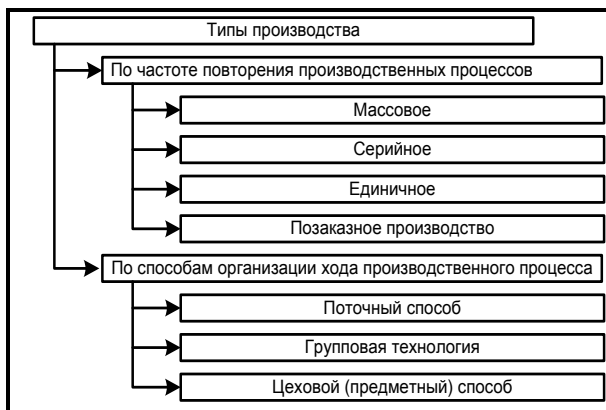 Типы производства
По частоте повторения производственных процессов
Массовое
Серийное
Единичное
Позаказное производство
По способам организации хода производственного процесса
Поточный способ
Групповая технология
Цеховой (предметный) способ